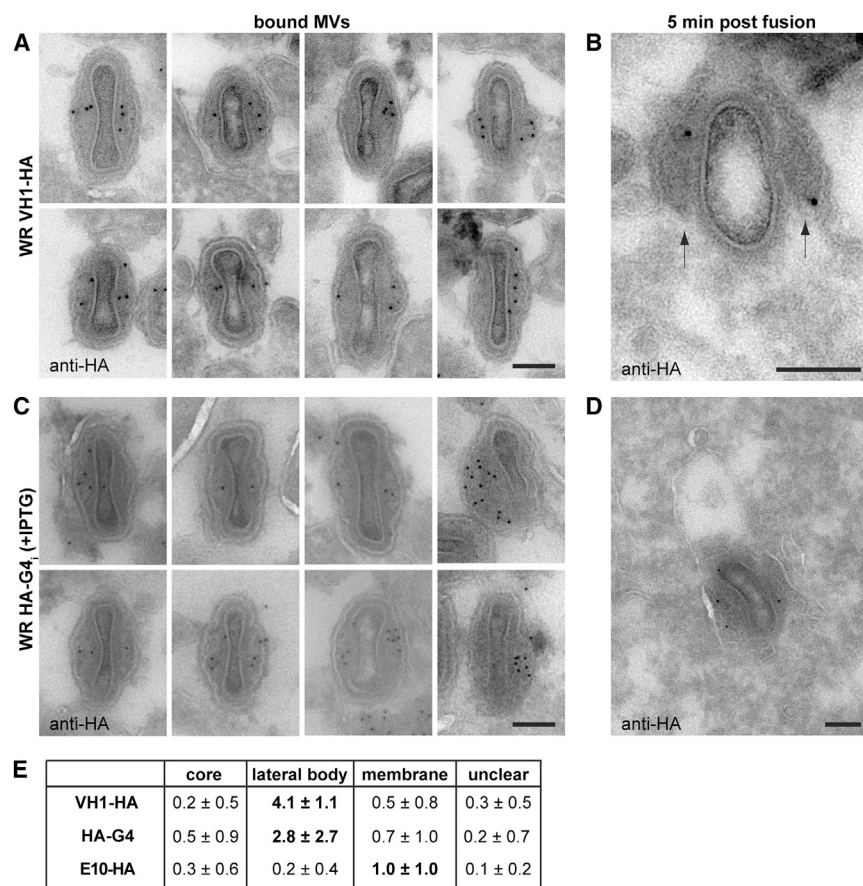 bound MVs
5 min post fusion
A
B
WR VH1-HA
anti-HA
anti-HA
C
D
WR HA-G4i (+IPTG)
anti-HA
anti-HA
E
core lateral body membrane unclear
VH1-HA 0.2 ± 0.5 4.1 ± 1.1 0.5 ± 0.8 0.3 ± 0.5
HA-G4 0.5 ± 0.9 2.8 ± 2.7 0.7 ± 1.0 0.2 ± 0.7
E10-HA 0.3 ± 0.6 0.2 ± 0.4 1.0 ± 1.0 0.1 ± 0.2